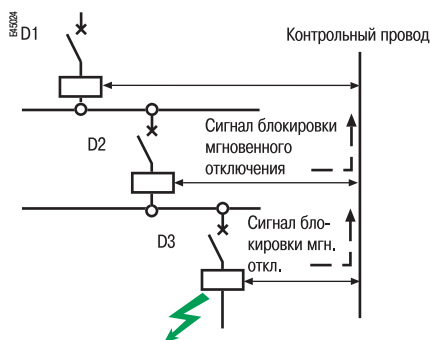 E45024
D1
Контрольный провод
D2
Сигнал блокировки
мгновенного
отключения
D3
Сигнал бло-
кировки мгн.
откл.